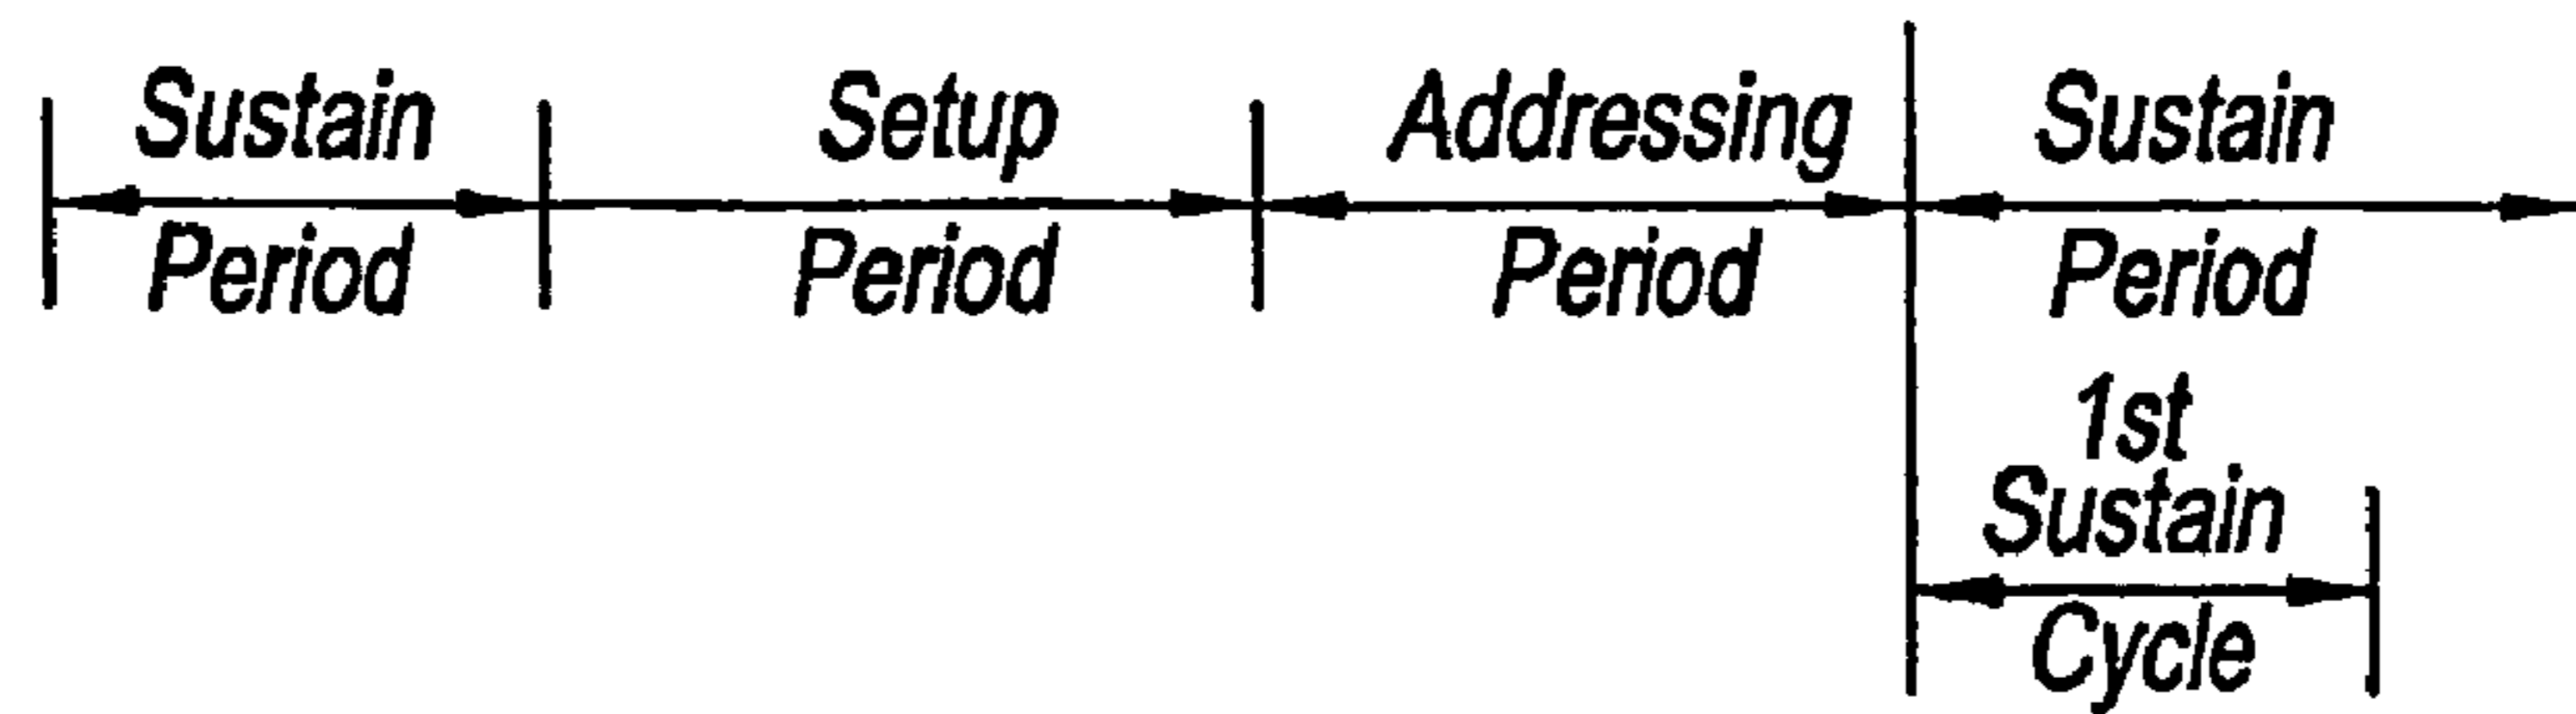 Sustain Setup Addressing Sustain
Period Period Period Period
1st
Sustain
Cycle